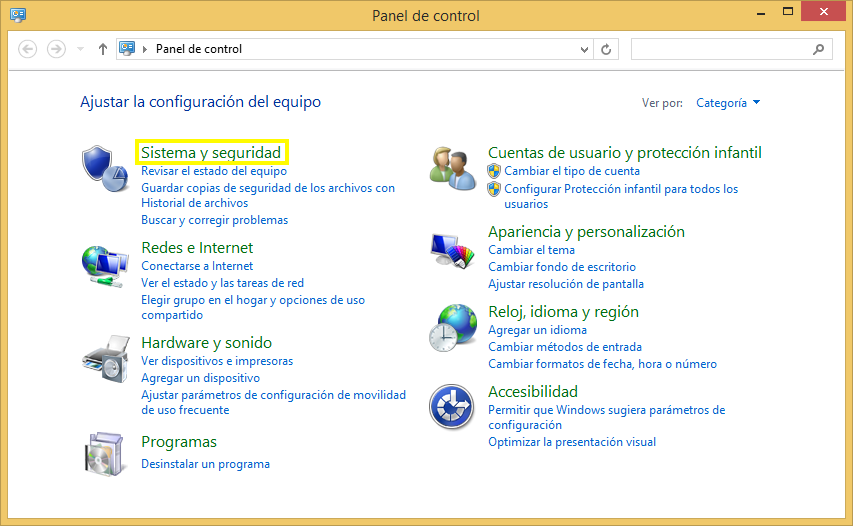 Panel de control
Panel de control
Ajustar la configuración del equipo
Ver por:
Categoría
Sistema y seguridad
Revisar el estado del equipo
Guardar copias de seguridad de los archivos con
Historial de archivos
Buscar y corregir problemas
Redes e Internet
Conectarse a Internet
Ver el estado y las tareas de red
Elegir grupo en el hogar y opciones de uso
compartido
Hardware y sonido
Ver dispositivos e impresoras
Agregar un dispositivo
Ajustar parámetros de configuración de movilidad
de uso frecuente
Programas
Desinstalar un programa
Cuentas de usuario y protección infantil
Cambiar el tipo de cuenta
Configurar Protección infantil para todos los
usuarios
Apariencia y personalización
Cambiar el tema
Cambiar fondo de escritorio
Ajustar resolución de pantalla
Reloj, idioma y región
Agregar un idioma
Cambiar métodos de entrada
Cambiar formatos de fecha, hora o número
Accesibilidad
Permitir que Windows sugiera parámetros de
configuración
Optimizar la presentación visual